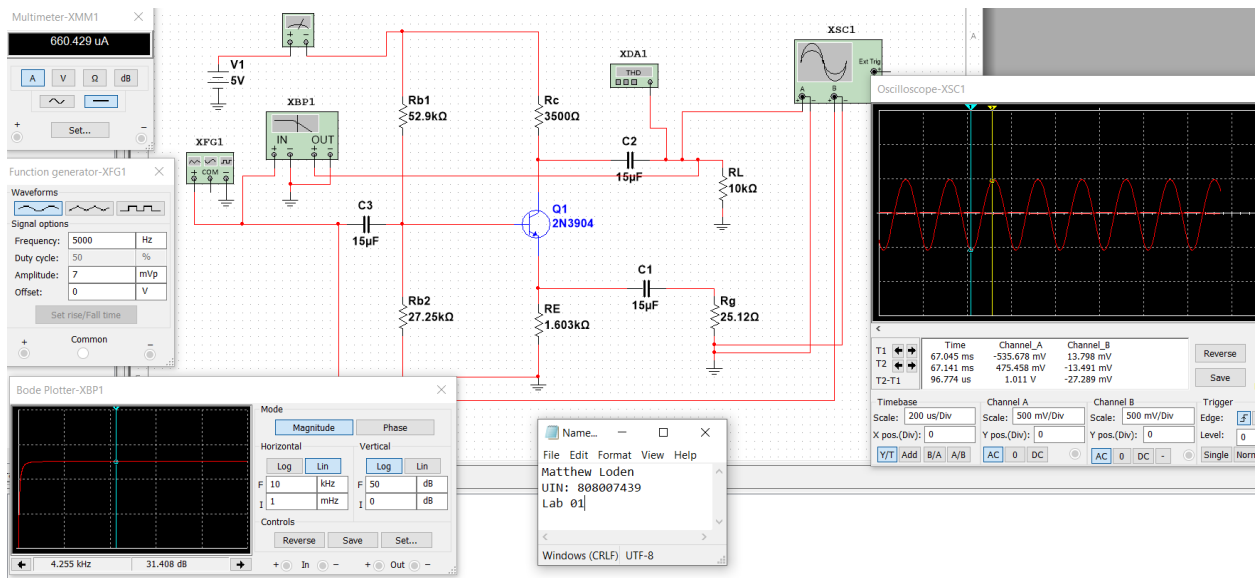 Multimeter-XMM1
660.429 uA
A V Ω dB
Set...
+ -
V1
5V
XBP1
IN OUT
XFG1
COM
Rb1
52.9kΩ
Rc
3500Ω
C2
15µF
XDA1
THD
RL
10kΩ
XSC1
Ext Trig
A B
C3
15µF
Q1
2N3904
C1
15µF
Rb2
27.25kΩ
RE
1.603kΩ
Rg
25.12Ω
A
Function generator-XFG1
Waveforms
Signal options
Frequency: 5000 Hz
Duty cycle: 50 %
Amplitude: 7 mVp
Offset: 0 V
Set rise/Fall time
+ Common -
Oscilloscope-XSC1
Time Channel_A Channel_B
T1 67.045 ms -535.678 mV 13.798 mV
T2 67.141 ms 475.458 mV -13.491 mV
T2-T1 96.774 us 1.011 V -27.289 mV
Reverse
Save
Timebase
Scale: 200 us/Div
X pos.(Div): 0
Y/T Add B/A A/B
Channel A
Scale: 500 mV/Div
Y pos.(Div): 0
AC 0 DC
Channel B
Scale: 500 mV/Div
Y pos.(Div): 0
AC 0 DC -
Trigger
Edge:
Level: 0
Single Norn
Bode Plotter-XBP1
Mode
Magnitude Phase
Horizontal Vertical
Log Lin Log Lin
F 10 kHz F 50 dB
I 1 mHz I 0 dB
Controls
Reverse Save Set...
4.255 kHz 31.408 dB
+ In - + Out -
Name...
File Edit Format View Help
Matthew Loden
UIN: 808007439
Lab 01
Windows (CRLF) UTF-8